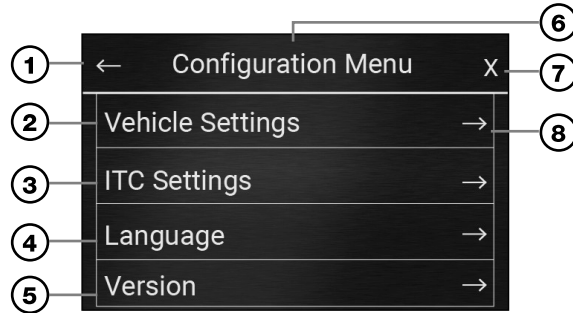 6
1 ← Configuration Menu X 7
2 Vehicle Settings → 8
3 ITC Settings →
4 Language →
5 Version →